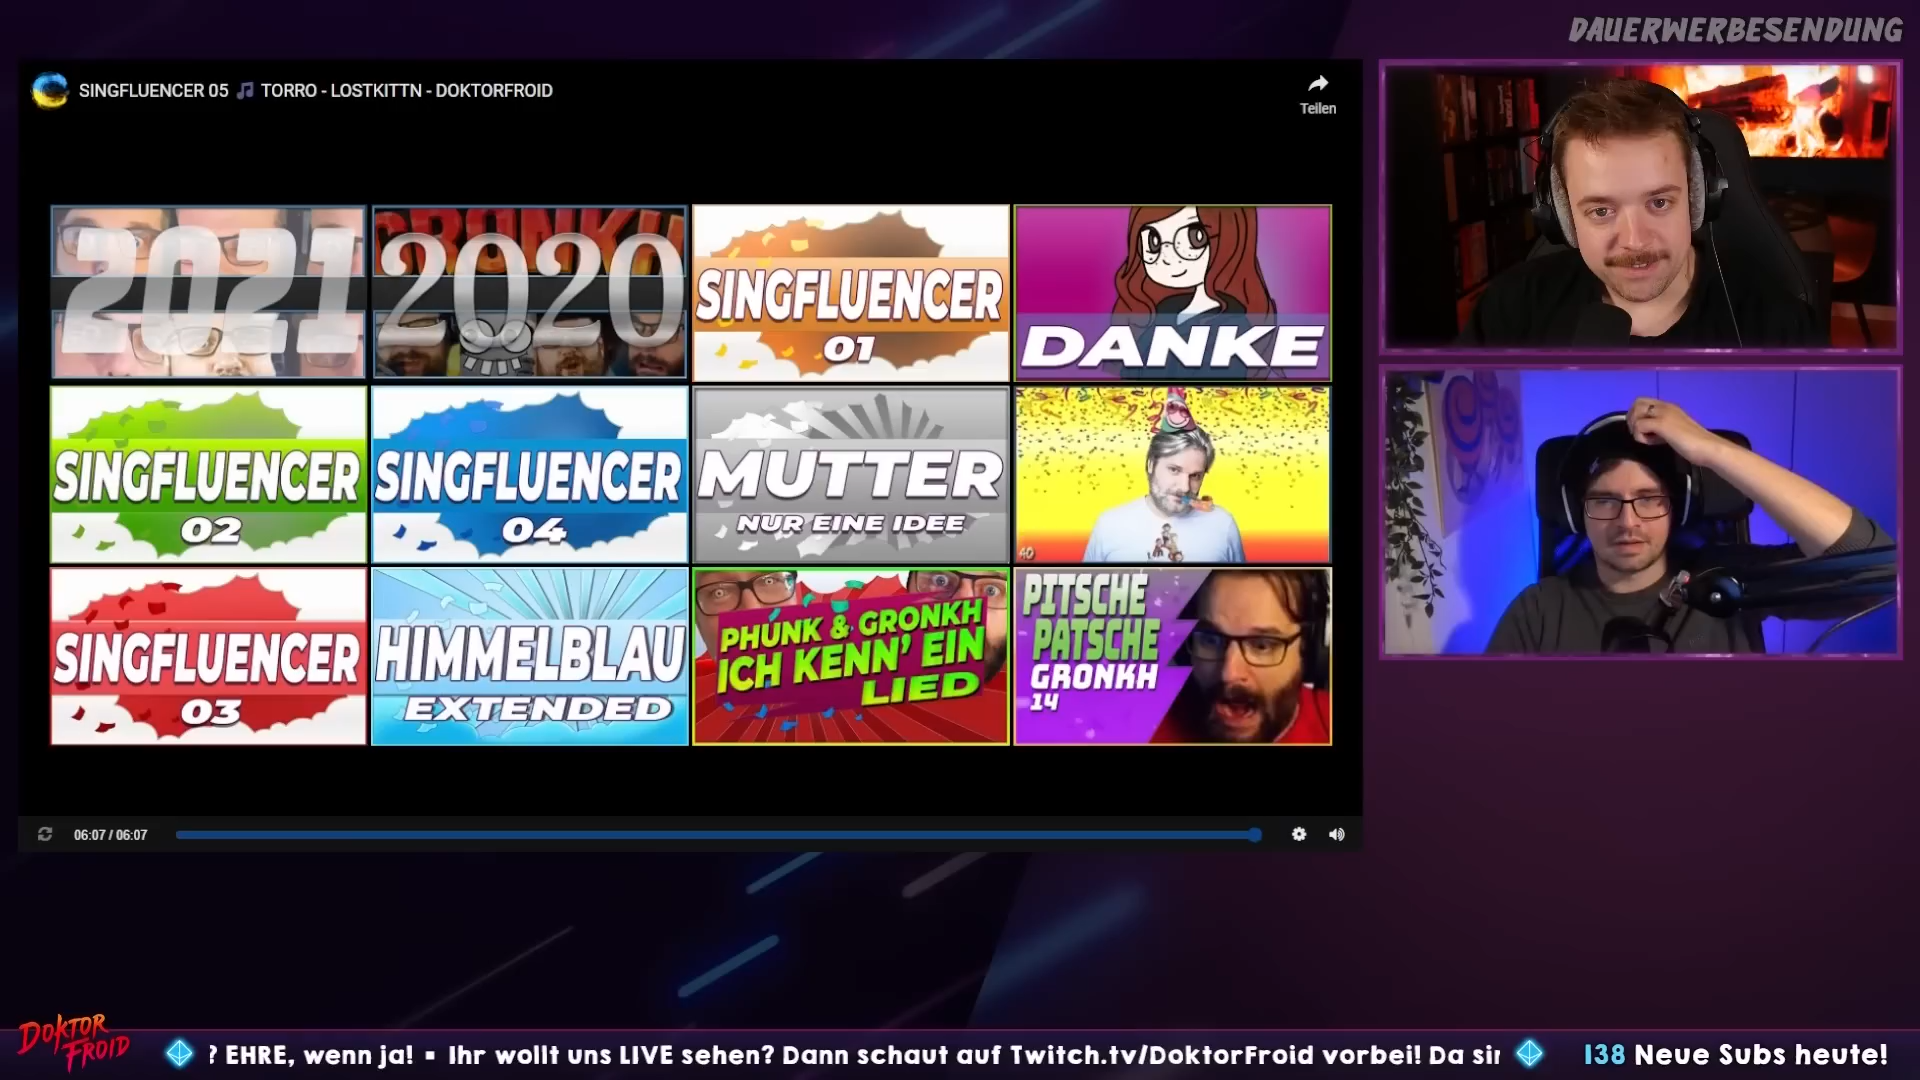 DAUERWERBESENDUNG
SINGFLUENCER 05 🎵 TORRO - LOSTKITTN - DOKTORFROID
Teilen
2021
GRONKH
2020
SINGFLUENCER
01
DANKE
SINGFLUENCER
02
SINGFLUENCER
04
MUTTER
NUR EINE IDEE
40
SINGFLUENCER
03
HIMMELBLAU
EXTENDED
PHUNK & GRONKH
ICH KENN' EIN
LIED
PITSCHE
PATSCHE
GRONKH
14
06:07 / 06:07
DOKTOR
FROID
? EHRE, wenn ja! ▪ Ihr wollt uns LIVE sehen? Dann schaut auf Twitch.tv/DoktorFroid vorbei! Da sin
138 Neue Subs heute!